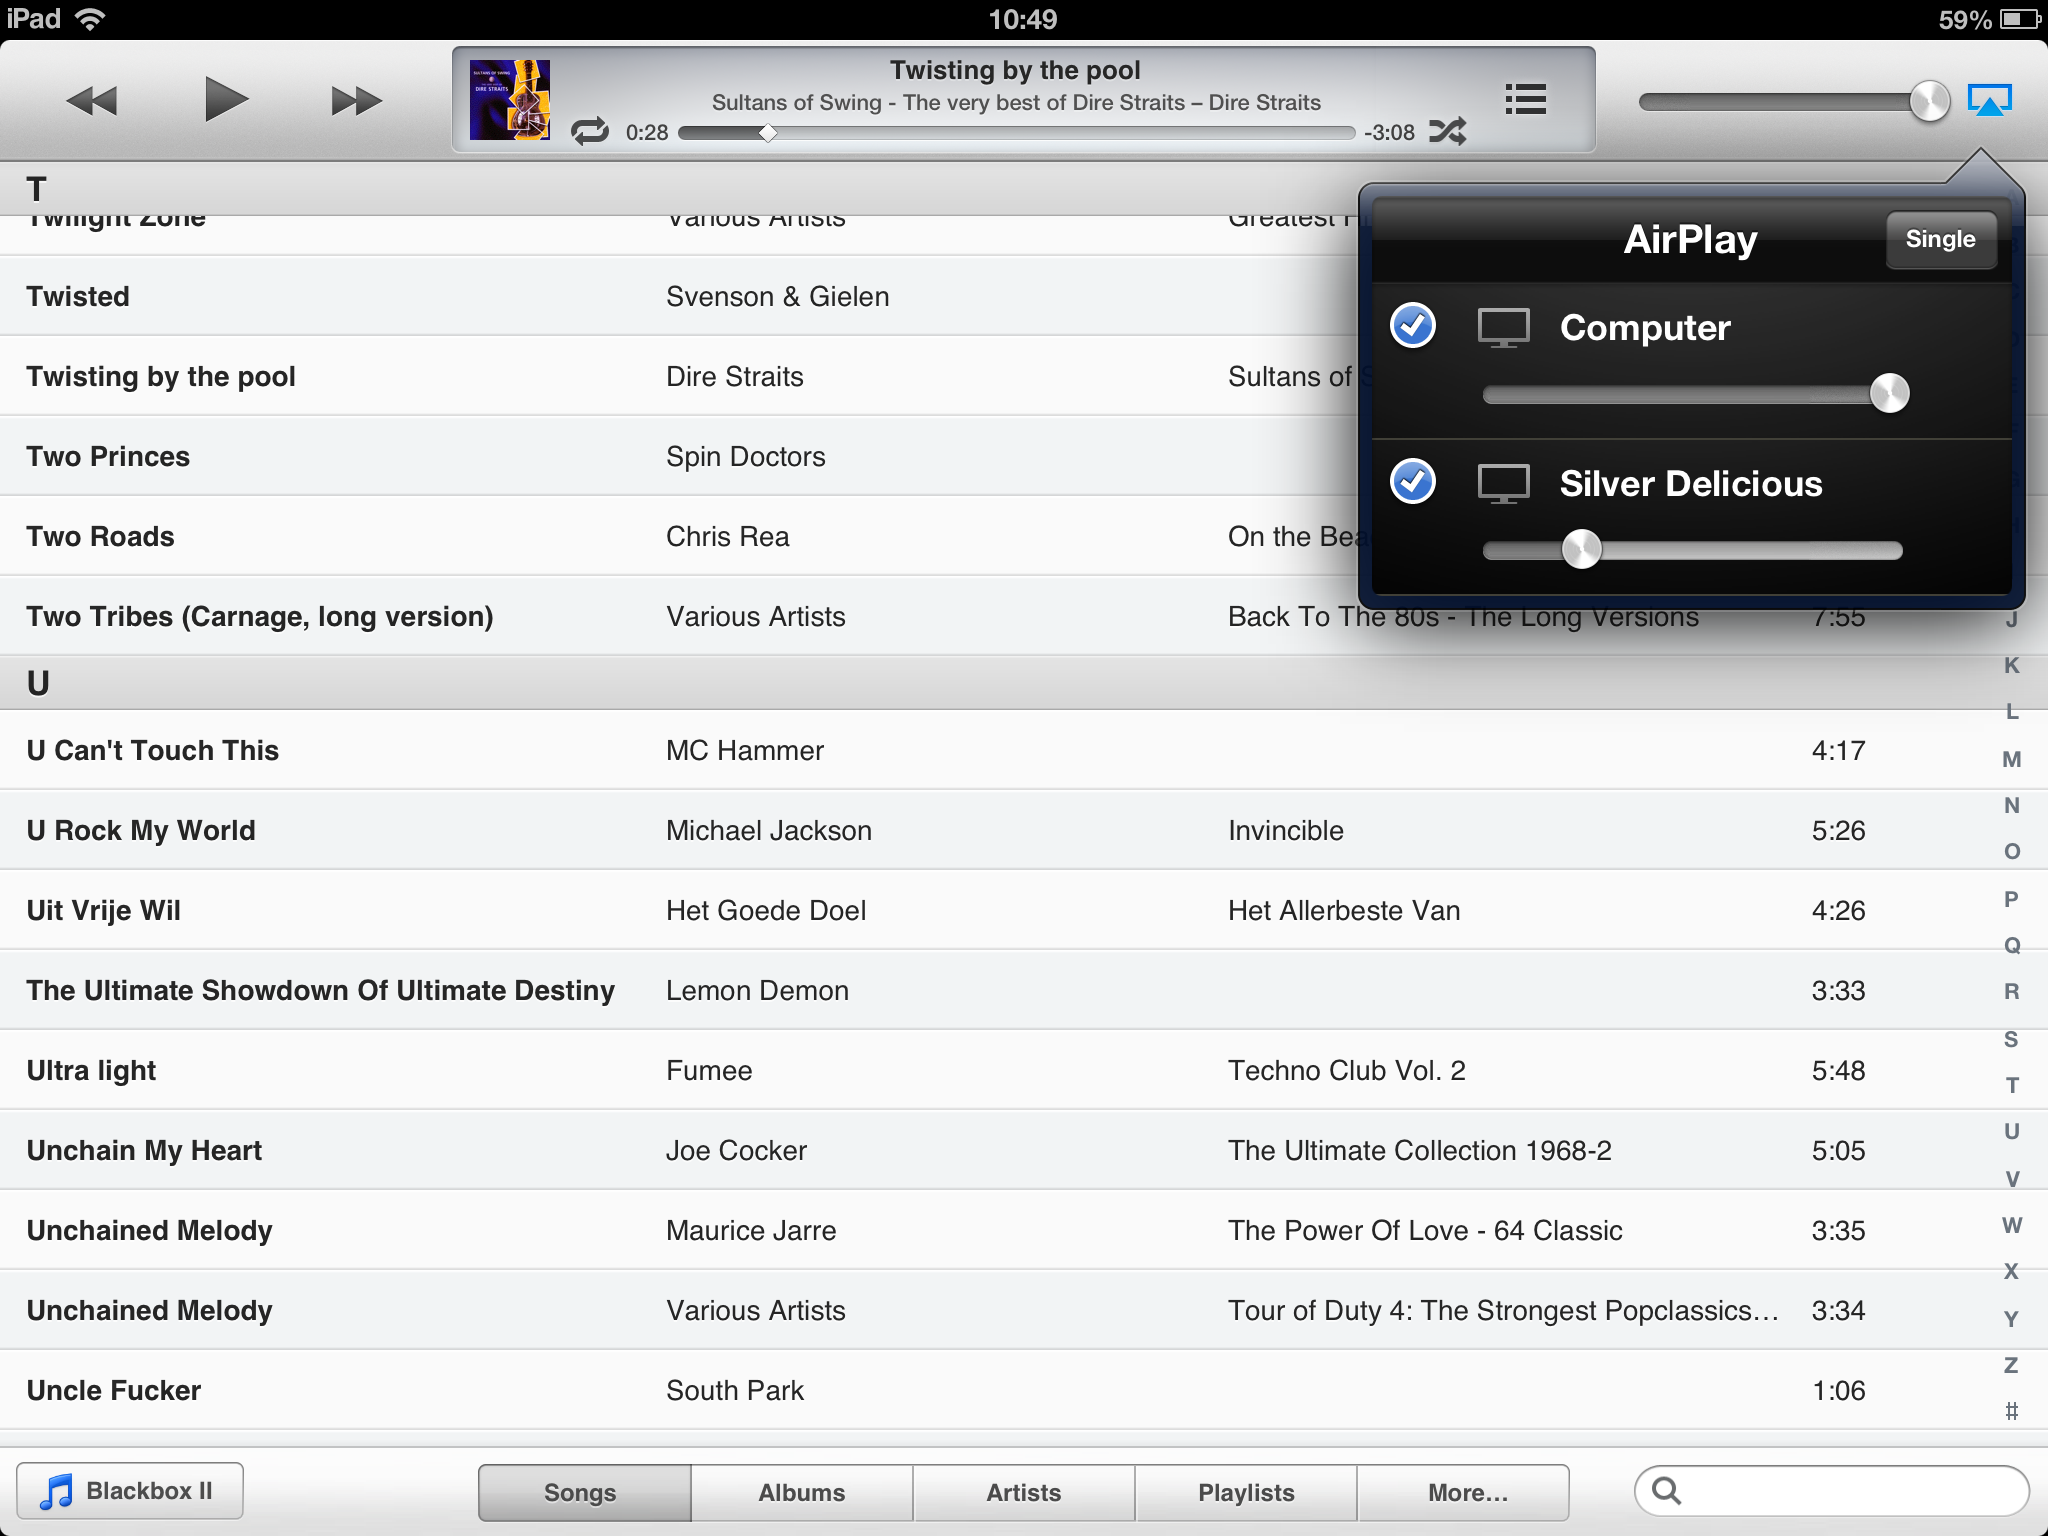 iPad 10:49 59%
Twisting by the pool
Sultans of Swing - The very best of Dire Straits – Dire Straits
0:28 -3:08
SULTANS OF SWING
DIRE STRAITS
T
Twilight Zone Various Artists Greatest
Twisted Svenson & Gielen
Twisting by the pool Dire Straits Sultans of
Two Princes Spin Doctors
Two Roads Chris Rea On the Bea
Two Tribes (Carnage, long version) Various Artists Back To The 80s - The Long Versions 7:55
AirPlay Single
Computer
Silver Delicious
U
U Can't Touch This MC Hammer 4:17
U Rock My World Michael Jackson Invincible 5:26
Uit Vrije Wil Het Goede Doel Het Allerbeste Van 4:26
The Ultimate Showdown Of Ultimate Destiny Lemon Demon 3:33
Ultra light Fumee Techno Club Vol. 2 5:48
Unchain My Heart Joe Cocker The Ultimate Collection 1968-2 5:05
Unchained Melody Maurice Jarre The Power Of Love - 64 Classic 3:35
Unchained Melody Various Artists Tour of Duty 4: The Strongest Popclassics… 3:34
Uncle Fucker South Park 1:06
J
K
L
M
N
O
P
Q
R
S
T
U
V
W
X
Y
Z
#
Blackbox II Songs Albums Artists Playlists More...